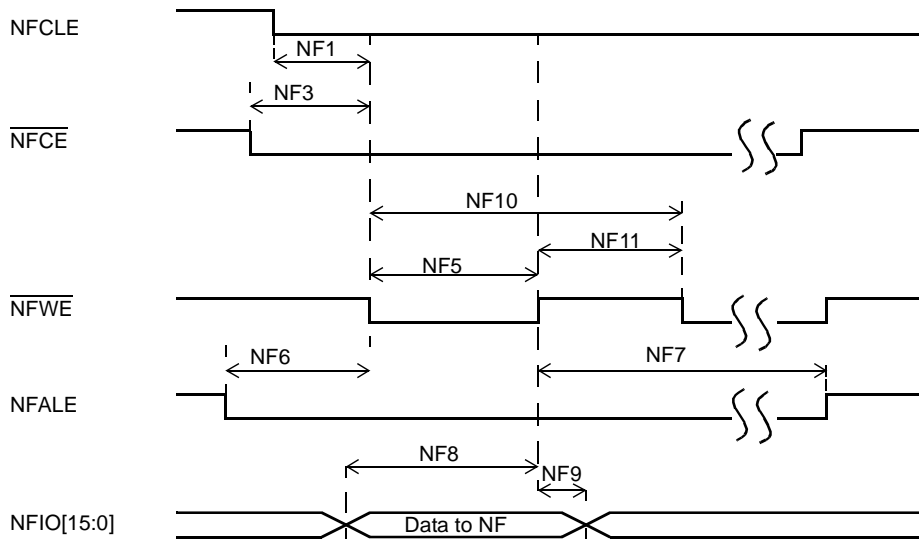 NFCLE
NF1
NF3
NFCE
NF10
NF11
NF5
NFWE
NF6
NF7
NFALE
NF8
NF9
NFIO[15:0]
Data to NF